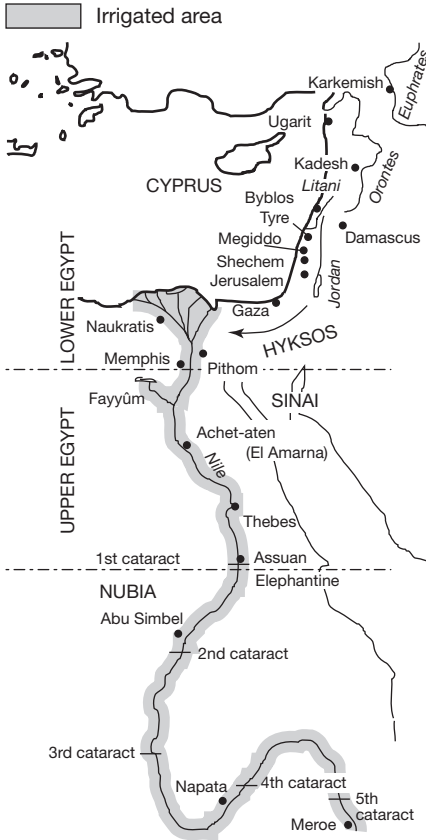 Irrigated area
Karkemish
Euphrates
Ugarit
Kadesh
CYPRUS
Litani
Orontes
Byblos
Tyre
Megiddo
Damascus
Shechem
Jerusalem
Jordan
Gaza
LOWER EGYPT
Naukratis
HYKSOS
Memphis
Pithom
Fayyûm
SINAI
UPPER EGYPT
Achet-aten
(El Amarna)
Nile
Thebes
1st cataract
Assuan
Elephantine
NUBIA
Abu Simbel
2nd cataract
3rd cataract
Napata
4th cataract
5th
cataract
Meroe